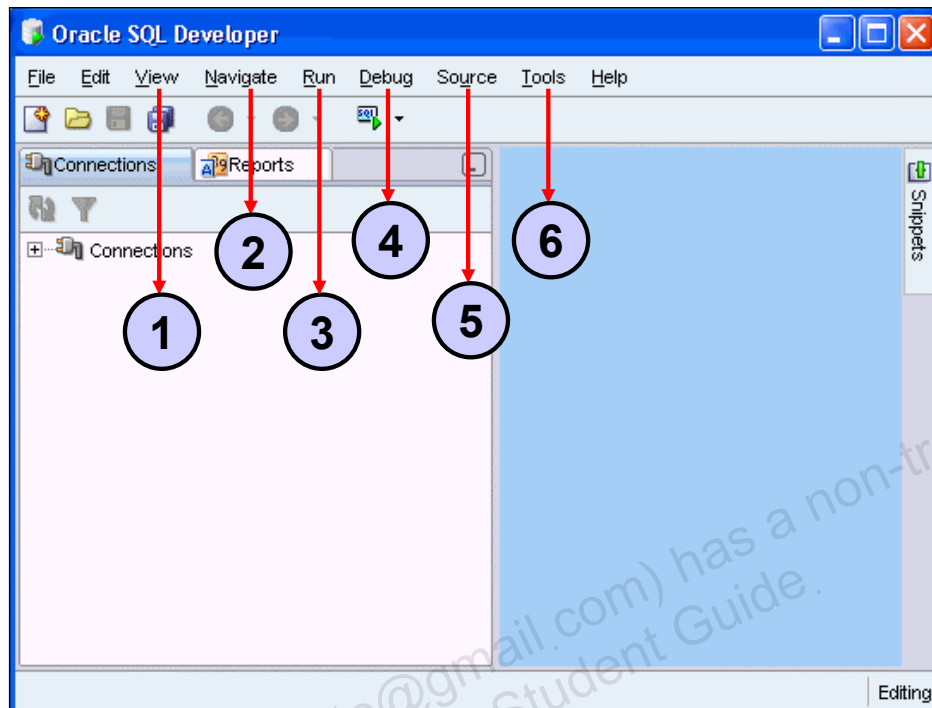 Oracle SQL Developer
File Edit View Navigate Run Debug Source Tools Help
Connections Reports
Snippets
Connections
2 4 6
1 3 5
has a non-tr
@gmail.com)
Student Guide.
Editing